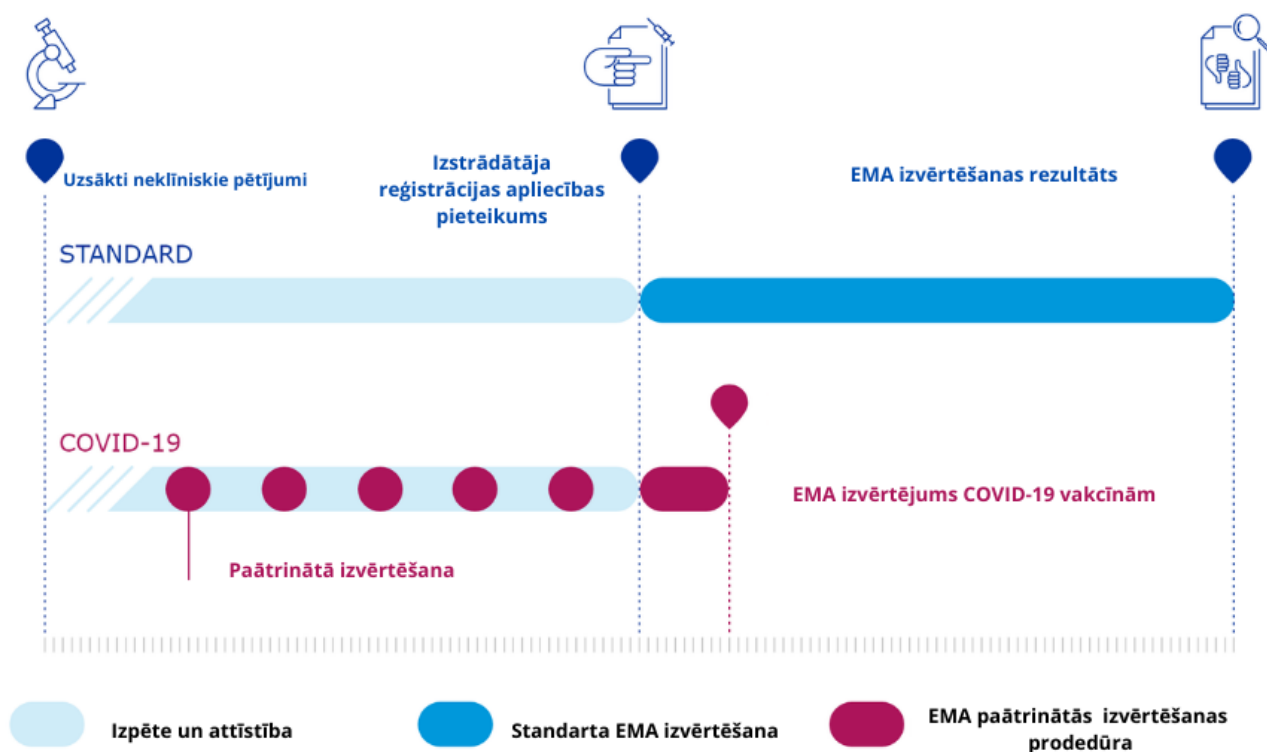 Uzsākti neklīniskie pētījumi
Izstrādātāja
reģistrācijas apliecības
pieteikums
EMA izvērtēšanas rezultāts
STANDARD
COVID-19
EMA izvērtējums COVID-19 vakcīnām
Paātrinātā izvērtēšana
Izpēte un attīstība
Standarta EMA izvērtēšana
EMA paātrinātās izvērtēšanas
prodedūra